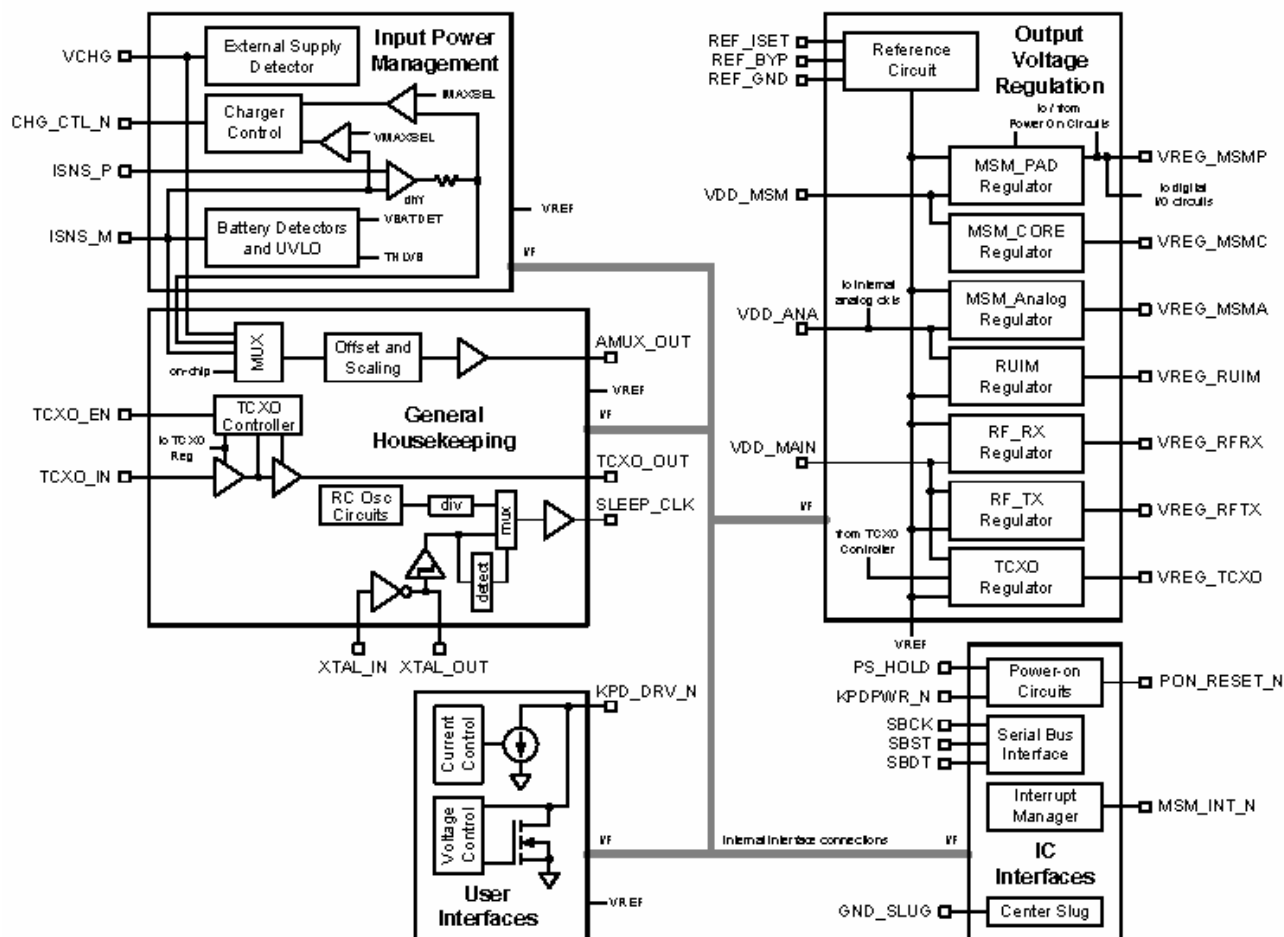 Input Power
Management
VCHG
External Supply
Detector
IMAXSEL
CHG_CTL_N
Charger
Control
VMAXSEL
ISNS_P
ISNS_M
Battery Detectors
and UVLO
VBATDET
VREF
I/F
General
Housekeeping
MUX
on-chip
Offset and
Scaling
AMUX_OUT
VREF
I/F
TCXO_EN
TCXO
Controller
to TCXO
Reg
TCXO_IN
TCXO_OUT
RC Osc
Circuits
div
mux
SLEEP_CLK
detect
XTAL_IN
XTAL_OUT
KPD_DRV_N
Current
Control
Voltage
Control
I/F
User
Interfaces
VREF
Output
Voltage
Regulation
REF_ISET
REF_BYP
REF_GND
Reference
Circuit
to / from
Power On Circuits
MSM_PAD
Regulator
VREG_MSMP
to digital
I/O circuits
VDD_MSM
MSM_CORE
Regulator
VREG_MSMC
to internal
analog ckts
VDD_ANA
MSM_Analog
Regulator
VREG_MSMA
RUIM
Regulator
VREG_RUIM
VDD_MAIN
RF_RX
Regulator
VREG_RFRX
I/F
RF_TX
Regulator
VREG_RFTX
from TCXO
Controller
TCXO
Regulator
VREG_TCXO
VREF
PS_HOLD
KPDPWR_N
Power-on
Circuits
PON_RESET_N
SBCK
SBST
SBDT
Serial Bus
Interface
Interrupt
Manager
MSM_INT_N
Internal interface connections
I/F
IC
Interfaces
GND_SLUG
Center Slug